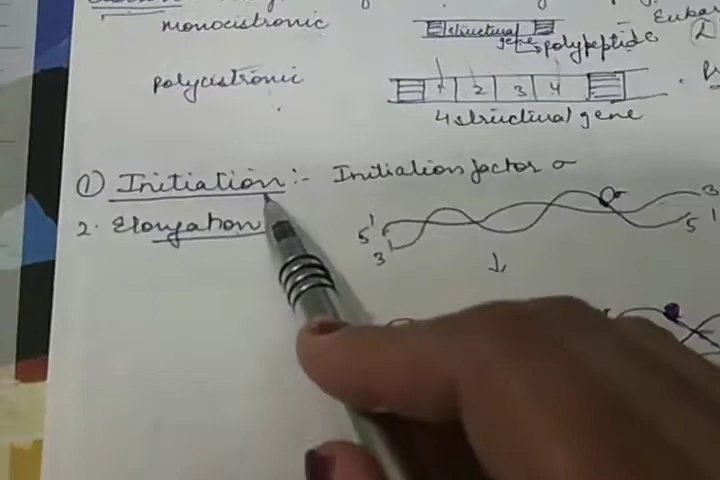 monocistronic structural gene polypeptide Eukar
polycistronic 1 2 3 4
4 structural gene
① Initiation :- Initiation factor σ
2. Elongation
5' 3
3' 5'